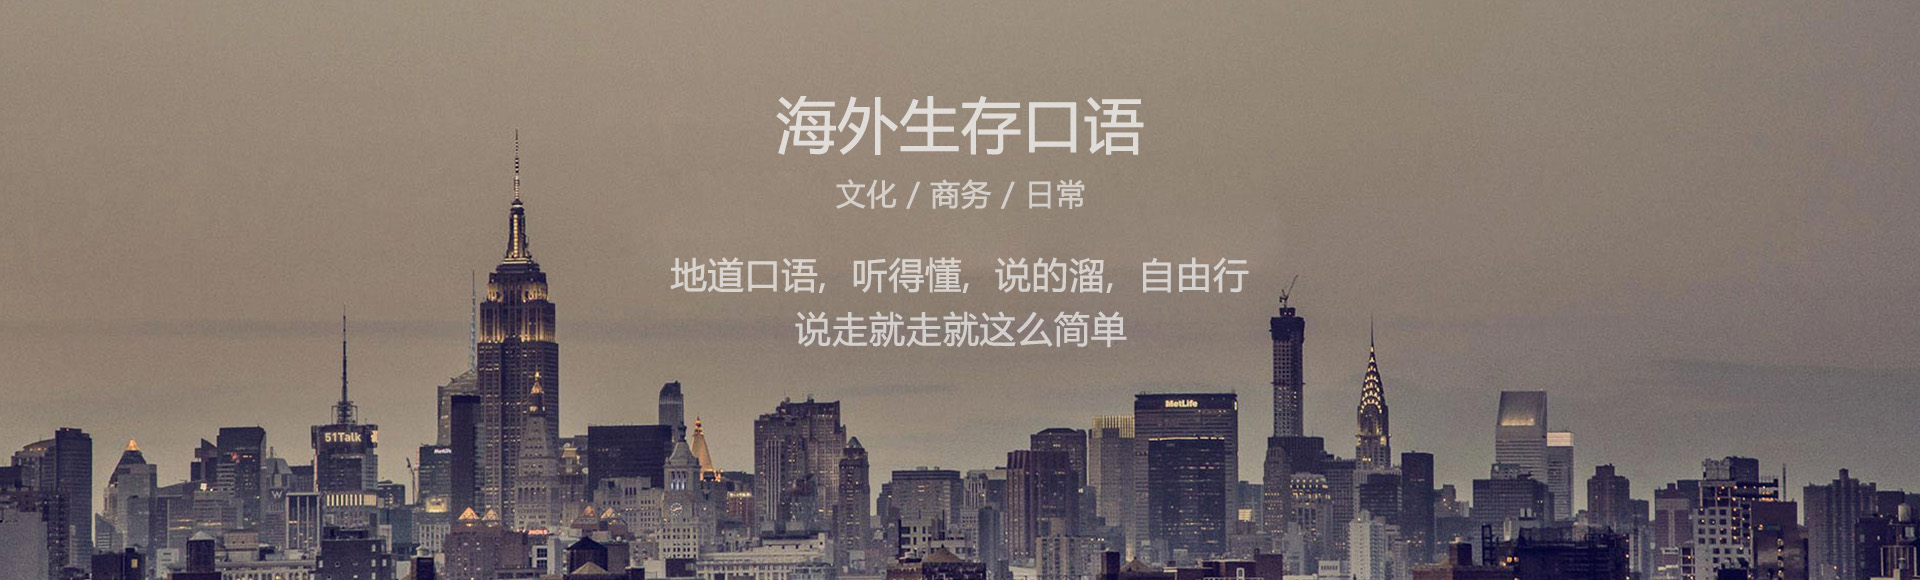 海外生存口语
文化 / 商务 / 日常
地道口语, 听得懂, 说的溜, 自由行
说走就走就这么简单
MetLife
51Talk
W